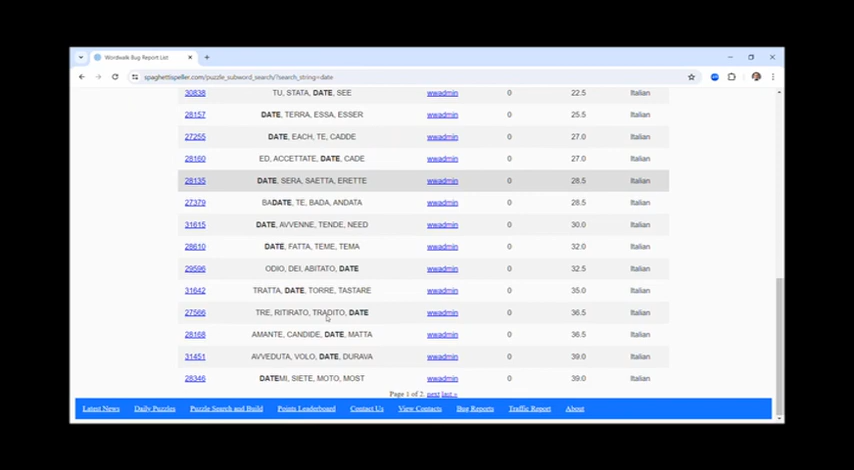 Wordwalk Bug Report List
spaghettispeller.com/puzzle_subword_search/?search_string=date
30838 TU, STATA, DATE, SEE wwadmin 0 22.5 Italian
28157 DATE, TERRA, ESSA, ESSER wwadmin 0 25.5 Italian
27255 DATE, EACH, TE, CADDE wwadmin 0 27.0 Italian
28160 ED, ACCETTATE, DATE, CADE wwadmin 0 27.0 Italian
28135 DATE, SERA, SAETTA, ERETTE wwadmin 0 28.5 Italian
27379 BADATE, TE, BADA, ANDATA wwadmin 0 28.5 Italian
31615 DATE, AVVENNE, TENDE, NEED wwadmin 0 30.0 Italian
28610 DATE, FATTA, TEME, TEMA wwadmin 0 32.0 Italian
29596 ODIO, DEI, ABITATO, DATE wwadmin 0 32.5 Italian
31642 TRATTA, DATE, TORRE, TASTARE wwadmin 0 35.0 Italian
27566 TRE, RITIRATO, TRADITO, DATE wwadmin 0 36.5 Italian
28168 AMANTE, CANDIDE, DATE, MATTA wwadmin 0 36.5 Italian
31451 AVVEDUTA, VOLO, DATE, DURAVA wwadmin 0 39.0 Italian
28346 DATEMI, SIETE, MOTO, MOST wwadmin 0 39.0 Italian
Page 1 of 2. next last »
Latest News Daily Puzzles Puzzle Search and Build Points Leaderboard Contact Us View Contacts Bug Reports Traffic Report About